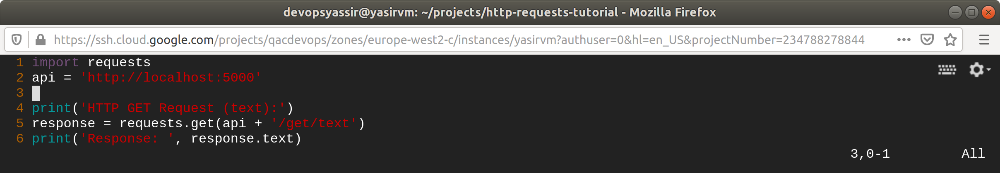 devopsyassir@yasirvm: ~/projects/http-requests-tutorial - Mozilla Firefox
https://ssh.cloud.google.com/projects/qacdevops/zones/europe-west2-c/instances/yasirvm?authuser=0&hl=en_US&projectNumber=234788278844
1 import requests
2 api = 'http://localhost:5000'
3
4 print('HTTP GET Request (text):')
5 response = requests.get(api + '/get/text')
6 print('Response: ', response.text)
3,0-1 All